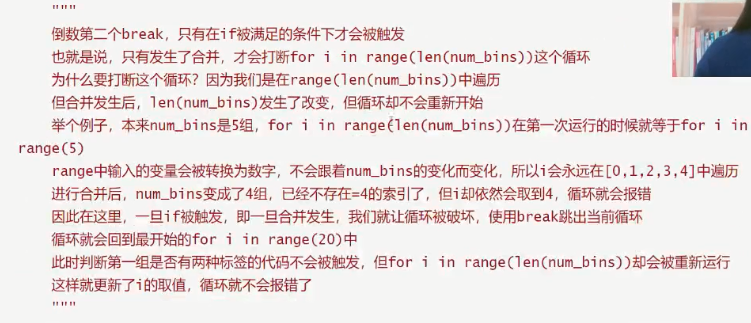 """
倒数第二个break，只有在if被满足的条件下才会被触发
也就是说，只有发生了合并，才会打断for i in range(len(num_bins))这个循环
为什么要打断这个循环？因为我们是在range(len(num_bins))中遍历
但合并发生后，len(num_bins)发生了改变，但循环却不会重新开始
举个例子，本来num_bins是5组，for i in range(len(num_bins))在第一次运行的时候就等于for i in
range(5)
range中输入的变量会被转换为数字，不会跟着num_bins的变化而变化，所以i会永远在[0,1,2,3,4]中遍历
进行合并后，num_bins变成了4组，已经不存在=4的索引了，但i却依然会取到4，循环就会报错
因此在这里，一旦if被触发，即一旦合并发生，我们就让循环被破坏，使用break跳出当前循环
循环就会回到最开始的for i in range(20)中
此时判断第一组是否有两种标签的代码不会被触发，但for i in range(len(num_bins))却会被重新运行
这样就更新了i的取值，循环就不会报错了
"""